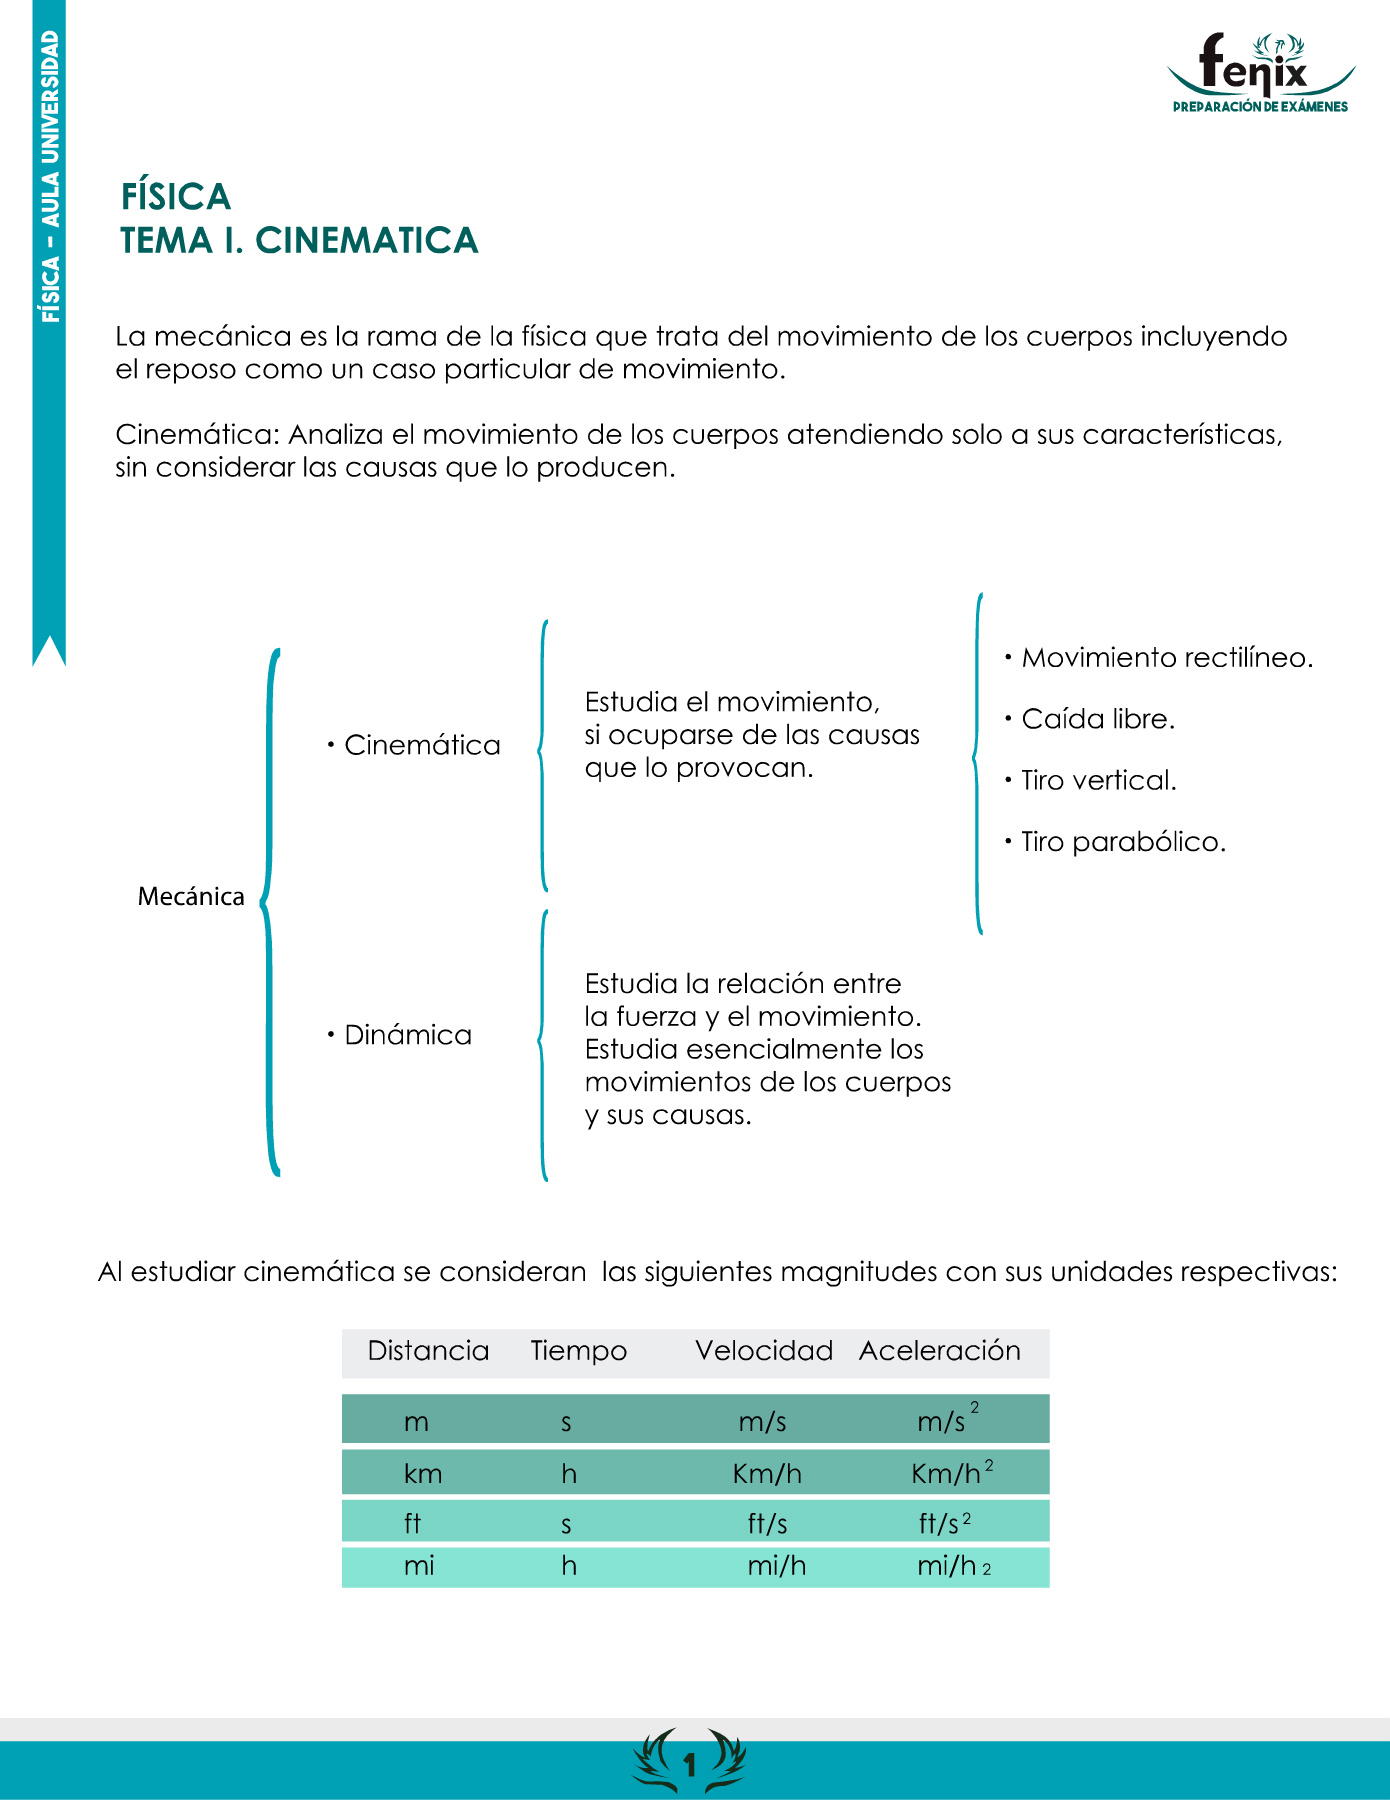 FÍSICA – AULA UNIVERSIDAD
fenix
PREPARACIÓN DE EXÁMENES
FÍSICA
TEMA I. CINEMATICA
La mecánica es la rama de la física que trata del movimiento de los cuerpos incluyendo
el reposo como un caso particular de movimiento.
Cinemática: Analiza el movimiento de los cuerpos atendiendo solo a sus características,
sin considerar las causas que lo producen.
Mecánica
• Cinemática
Estudia el movimiento,
si ocuparse de las causas
que lo provocan.
• Movimiento rectilíneo.
• Caída libre.
• Tiro vertical.
• Tiro parabólico.
• Dinámica
Estudia la relación entre
la fuerza y el movimiento.
Estudia esencialmente los
movimientos de los cuerpos
y sus causas.
Al estudiar cinemática se consideran  las siguientes magnitudes con sus unidades respectivas:
Distancia Tiempo Velocidad Aceleración
m s m/s m/s²
km h Km/h Km/h²
ft s ft/s ft/s²
mi h mi/h mi/h ₂
1